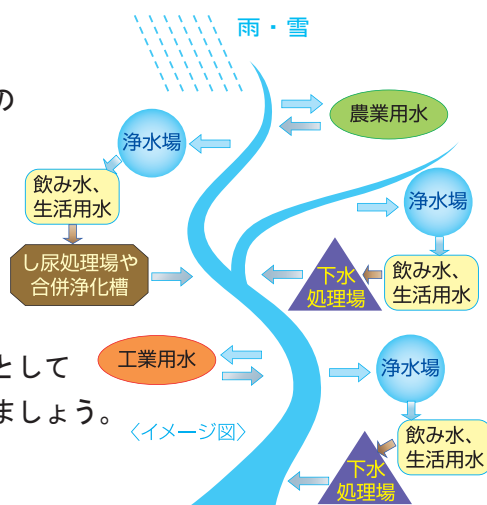 雨・雪
の
農業用水
浄水場
飲み水、
生活用水
し尿処理場や
合併浄化槽
浄水場
飲み水、
生活用水
下水
処理場
工業用水
として
ましょう。
〈イメージ図〉
浄水場
飲み水、
生活用水
下水
処理場